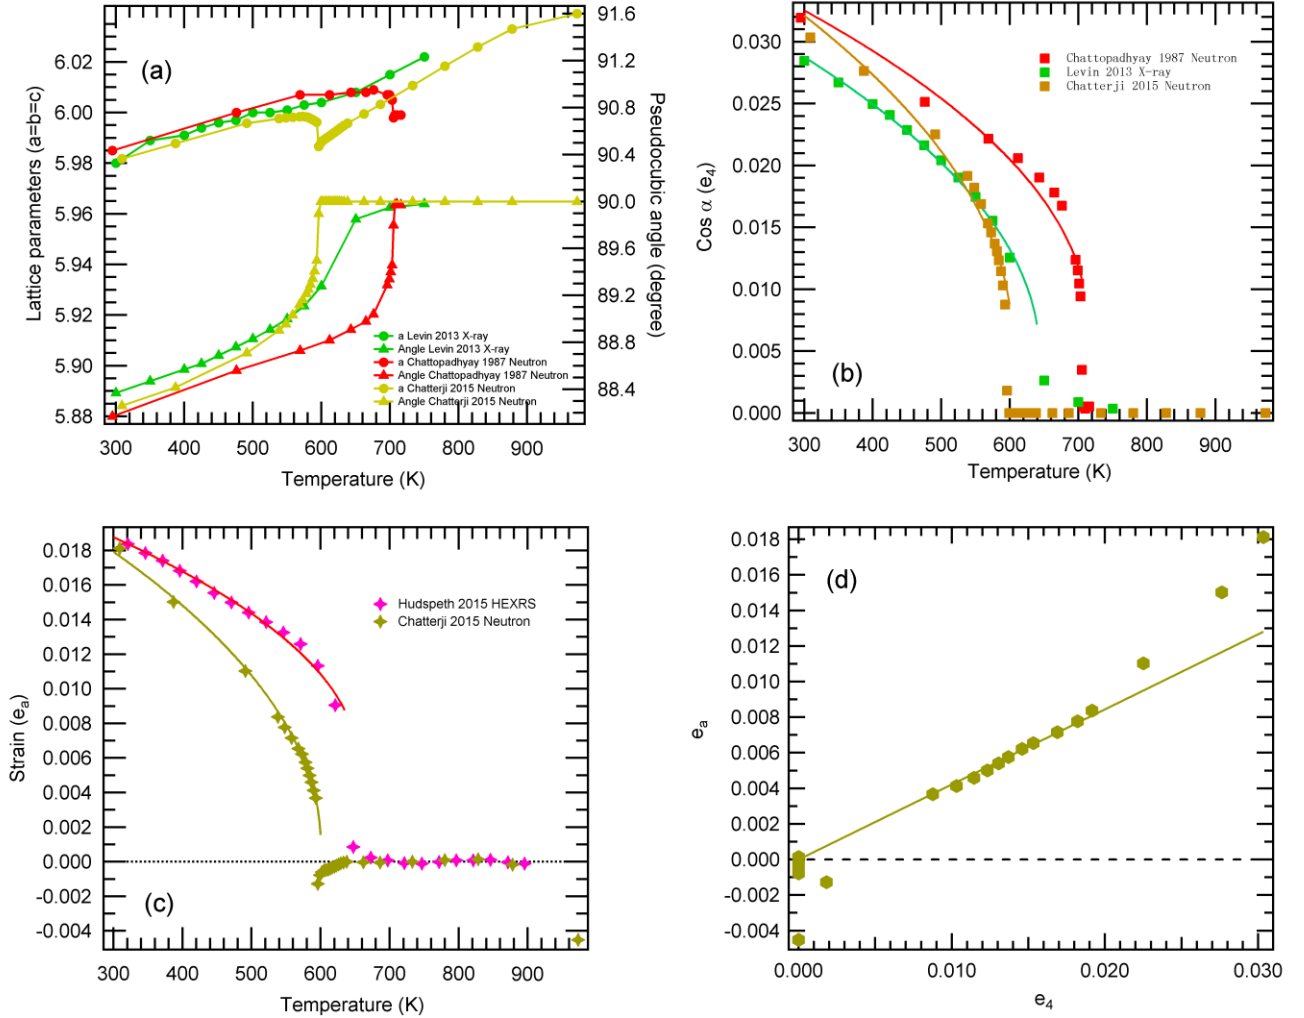 (a)
6.02
6.00
5.98
5.96
5.94
5.92
5.90
5.88
Lattice parameters (a=b=c)
91.6
91.2
90.8
90.4
90.0
89.6
89.2
88.8
88.4
Pseudocubic angle (degree)
a Levin 2013 X-ray
Angle Levin 2013 X-ray
a Chattopadhyay 1987 Neutron
Angle Chattopadhyay 1987 Neutron
a Chatterji 2015 Neutron
Angle Chatterji 2015 Neutron
300 400 500 600 700 800 900
Temperature (K)
0.030
0.025
0.020
0.015
0.010
0.005
0.000
Cos α (e4)
Chattopadhyay 1987 Neutron
Levin 2013 X-ray
Chatterji 2015 Neutron
(b)
300 400 500 600 700 800 900
Temperature (K)
0.018
0.016
0.014
0.012
0.010
0.008
0.006
0.004
0.002
0.000
-0.002
-0.004
Strain (ea)
Hudspeth 2015 HEXRS
Chatterji 2015 Neutron
(c)
300 400 500 600 700 800 900
Temperature (K)
(d)
0.018
0.016
0.014
0.012
0.010
0.008
0.006
0.004
0.002
0.000
-0.002
-0.004
ea
0.000 0.010 0.020 0.030
e4